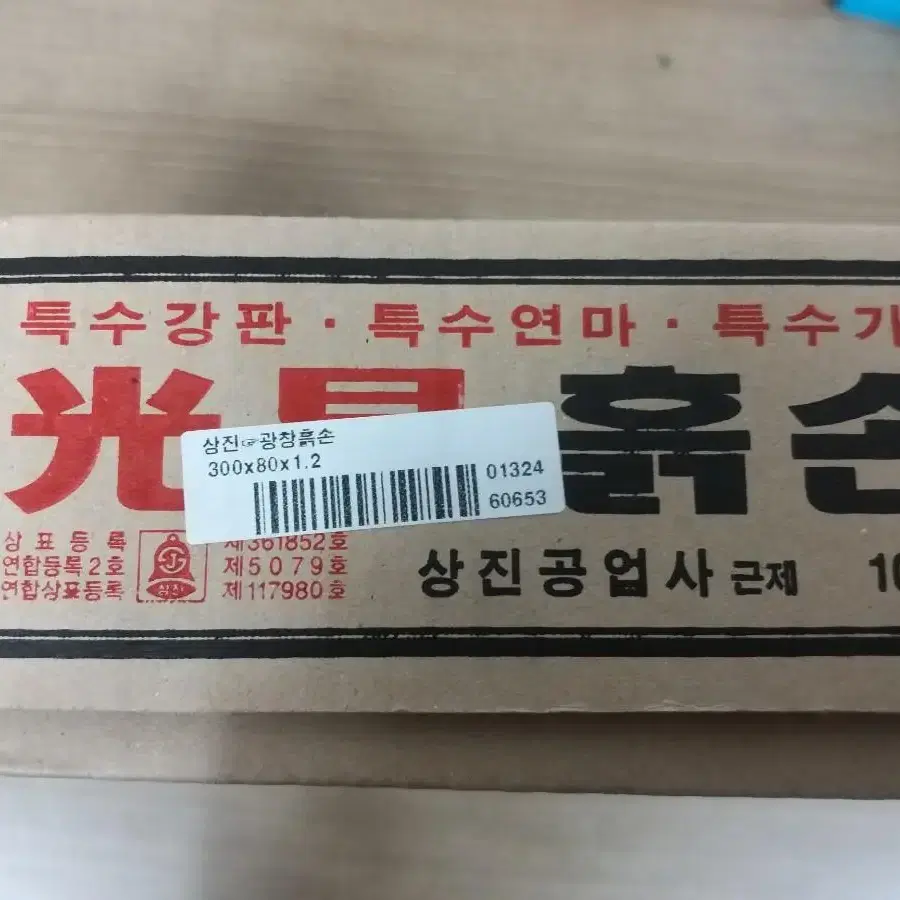 특수강판 · 특수연마 · 특수가
光 흙손
상진☞광창흙손
300x80x1.2
01324
60653
상표등록 제361852호
연합등록2호 제5079호
연합상표등록 제117980호
상진
상진공업사 근제 10